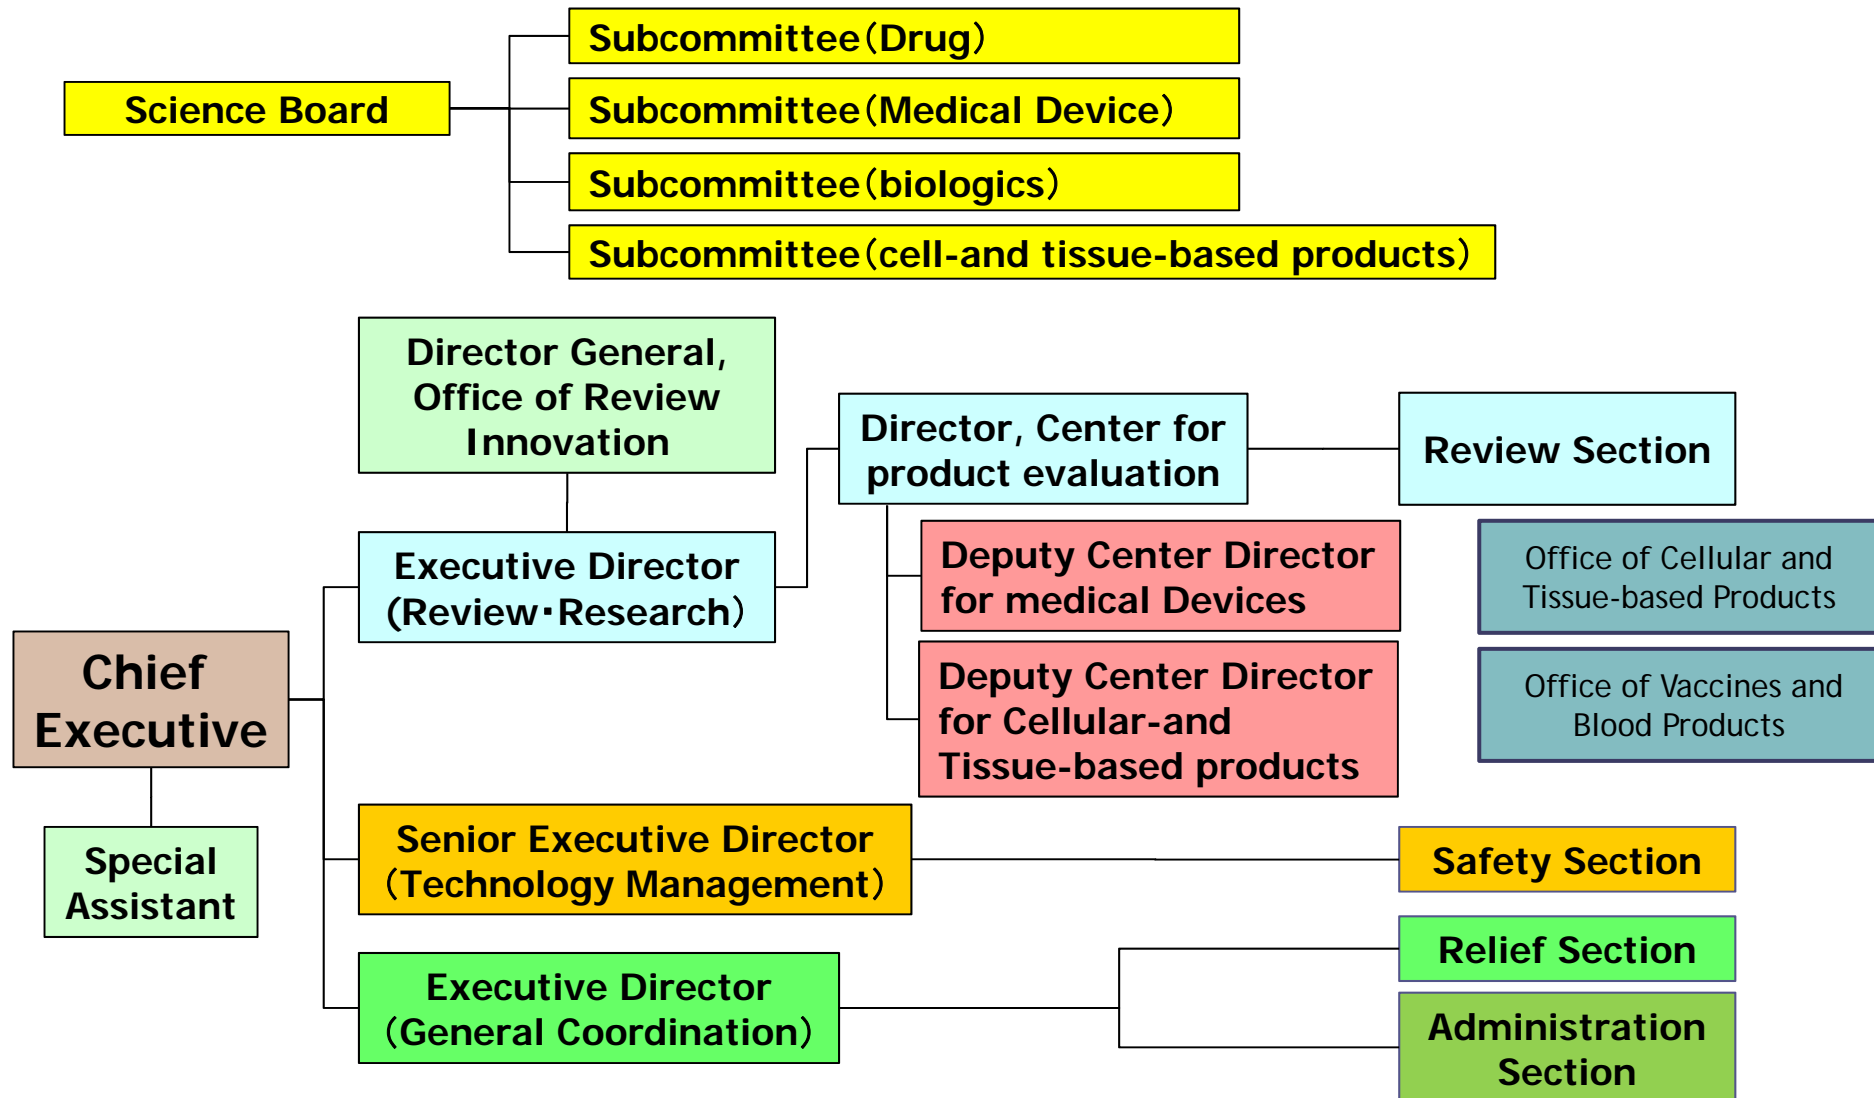 Subcommittee（Drug）
Science Board
Subcommittee（Medical Device）
Subcommittee（biologics）
Subcommittee（cell-and tissue-based products）
Director General,
Office of Review
Innovation
Director, Center for
product evaluation
Review Section
Executive Director
(Review・Research）
Deputy Center Director
for medical Devices
Office of Cellular and
Tissue-based Products
Chief
Executive
Deputy Center Director
for Cellular-and
Tissue-based products
Office of Vaccines and
Blood Products
Special
Assistant
Senior Executive Director
（Technology Management）
Safety Section
Executive Director
（General Coordination）
Relief Section
Administration
Section